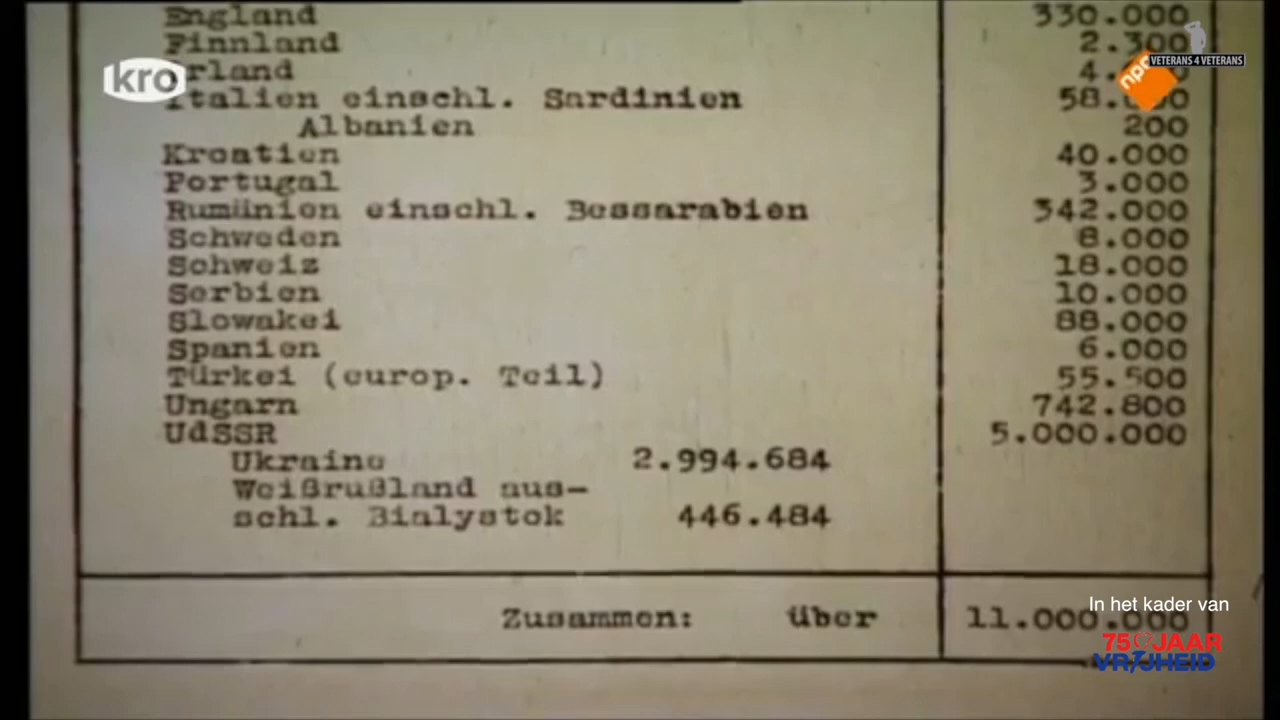 England 330.000
Finnland 2.300
kro
Irland 4.
npo
VETERANS 4 VETERANS
Italien einschl. Sardinien 58.000
Albanien 200
Kroatien 40.000
Portugal 3.000
Rumänien einschl. Bessarabien 342.000
Schweden 8.000
Schweiz 18.000
Serbien 10.000
Slowakei 88.000
Spanien 6.000
Türkei (europ. Teil) 55.500
Ungarn 742.800
UdSSR 5.000.000
Ukraine 2.994.684
Weißrußland aus-
schl. Bialystok 446.484
Zusammen: über 11.000.000
In het kader van
75 JAAR
VRIJHEID